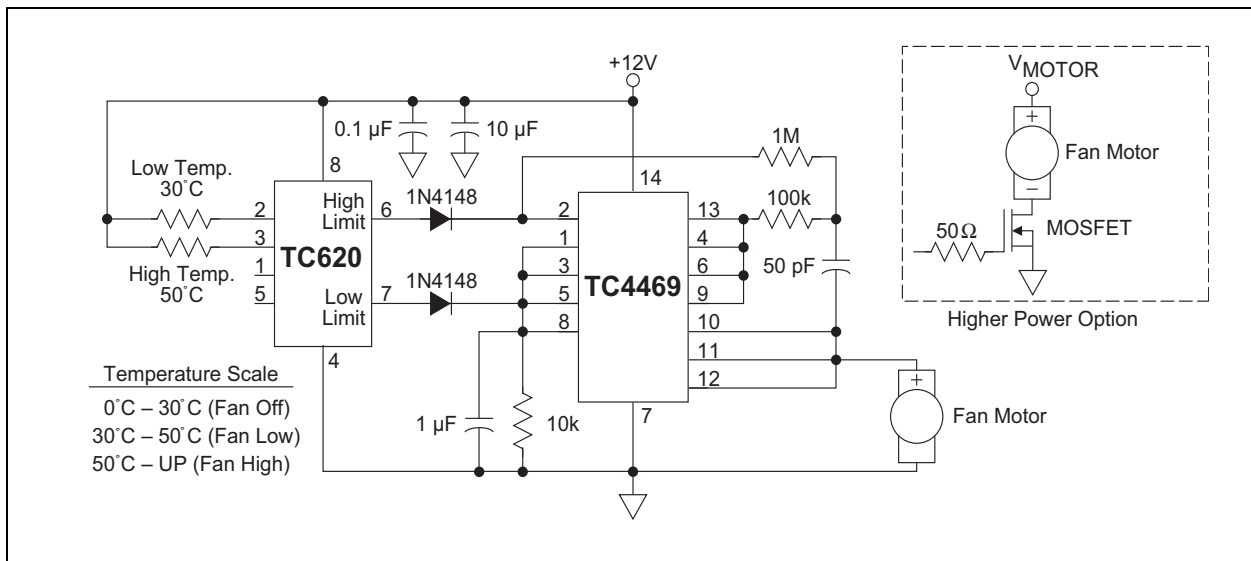 +12V
0.1 µF
10 µF
1M
Low Temp.
30°C
8
14
High
Limit
6
1N4148
2
13
100k
2
3
High Temp.
50°C
TC620
1
5
1
3
5
8
TC4469
4
6
9
10
11
12
50 pF
Low
Limit
7
1N4148
4
1 µF
10k
7
Fan Motor
+
Temperature Scale
0°C – 30°C (Fan Off)
30°C – 50°C (Fan Low)
50°C – UP (Fan High)
VMOTOR
+
Fan Motor
–
50Ω
MOSFET
Higher Power Option